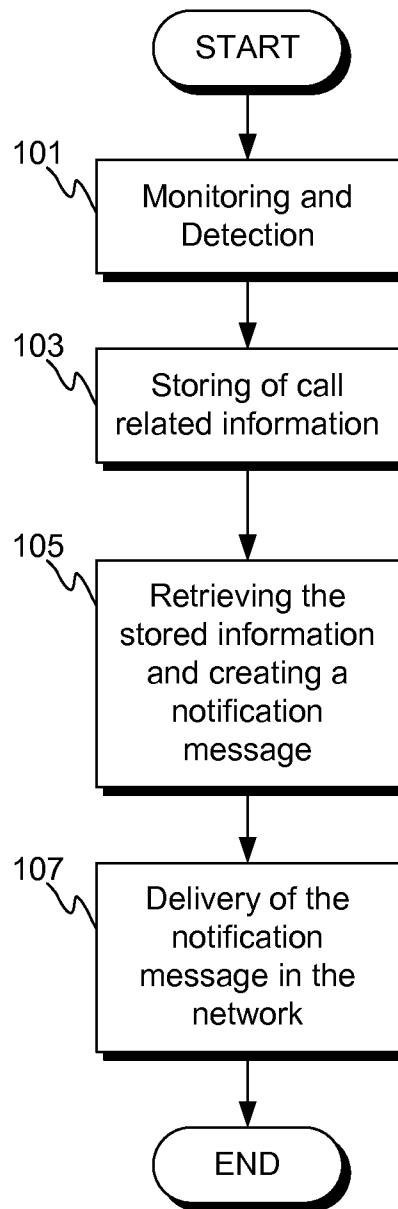 START
101
Monitoring and
Detection
103
Storing of call
related information
105
Retrieving the
stored information
and creating a
notification
message
107
Delivery of the
notification
message in the
network
END